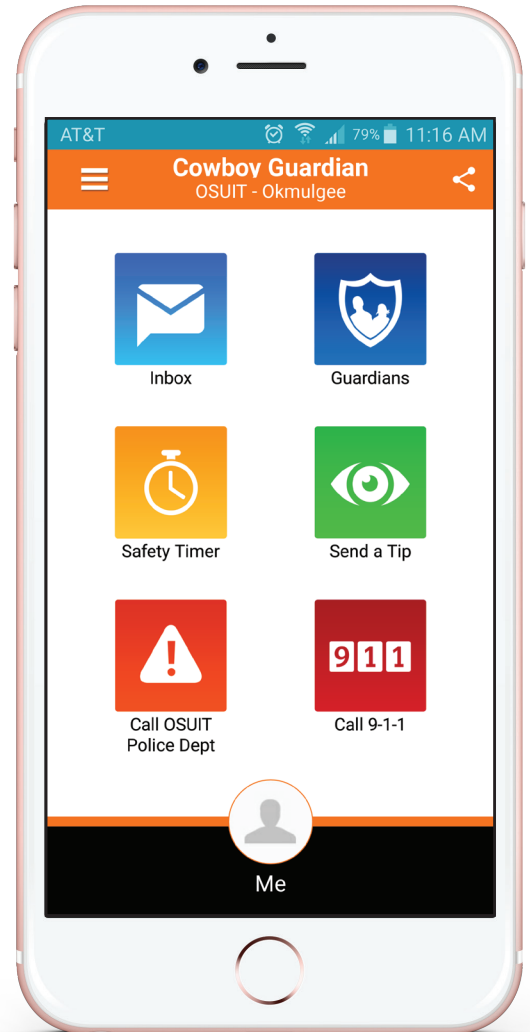 AT&T 79% 11:16 AM
Cowboy Guardian
OSUIT - Okmulgee
Inbox
Guardians
Safety Timer
Send a Tip
911
Call OSUIT
Police Dept
Call 9-1-1
Me